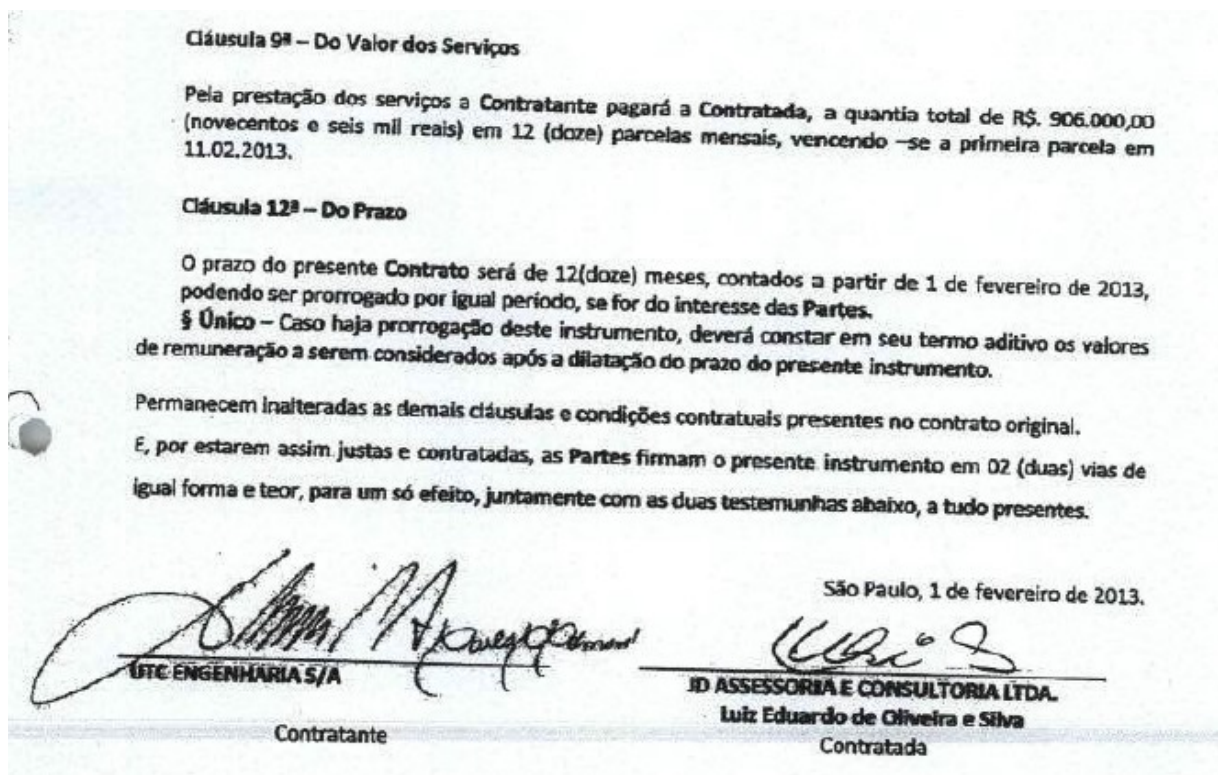 Cláusula 9ª – Do Valor dos Serviços
Pela prestação dos serviços a Contratante pagará a Contratada, a quantia total de R$. 906.000,00
(novecentos e seis mil reais) em 12 (doze) parcelas mensais, vencendo –se a primeira parcela em
11.02.2013.
Cláusula 12ª – Do Prazo
O prazo do presente Contrato será de 12(doze) meses, contados a partir de 1 de fevereiro de 2013,
podendo ser prorrogado por igual período, se for do interesse das Partes.
§ Único – Caso haja prorrogação deste instrumento, deverá constar em seu termo aditivo os valores
de remuneração a serem considerados após a dilatação do prazo do presente instrumento.
Permanecem inalteradas as demais cláusulas e condições contratuais presentes no contrato original.
E, por estarem assim justas e contratadas, as Partes firmam o presente instrumento em 02 (duas) vias de
igual forma e teor, para um só efeito, juntamente com as duas testemunhas abaixo, a tudo presentes.
São Paulo, 1 de fevereiro de 2013.
UTC ENGENHARIA S/A
Contratante
JD ASSESSORIA E CONSULTORIA LTDA.
Luiz Eduardo de Oliveira e Silva
Contratada